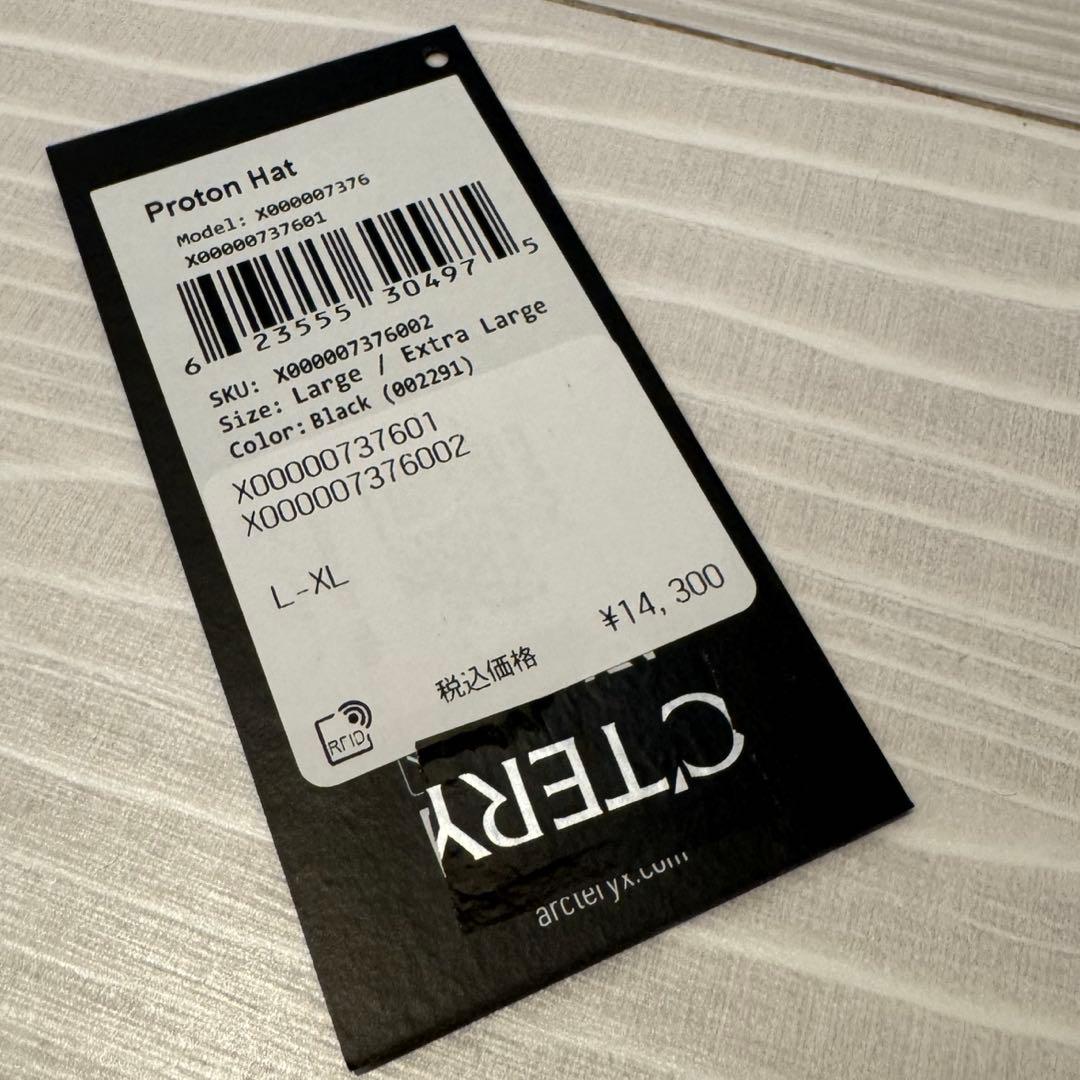 Proton Hat
Model: X000007376
X00000737601
6 23555 30497 5
SKU: X000007376002
Size: Large / Extra Large
Color: Black (002291)
X00000737601
X000007376002
L-XL
¥14,300
税込価格
RFID
C'TERY
arcteryx.com